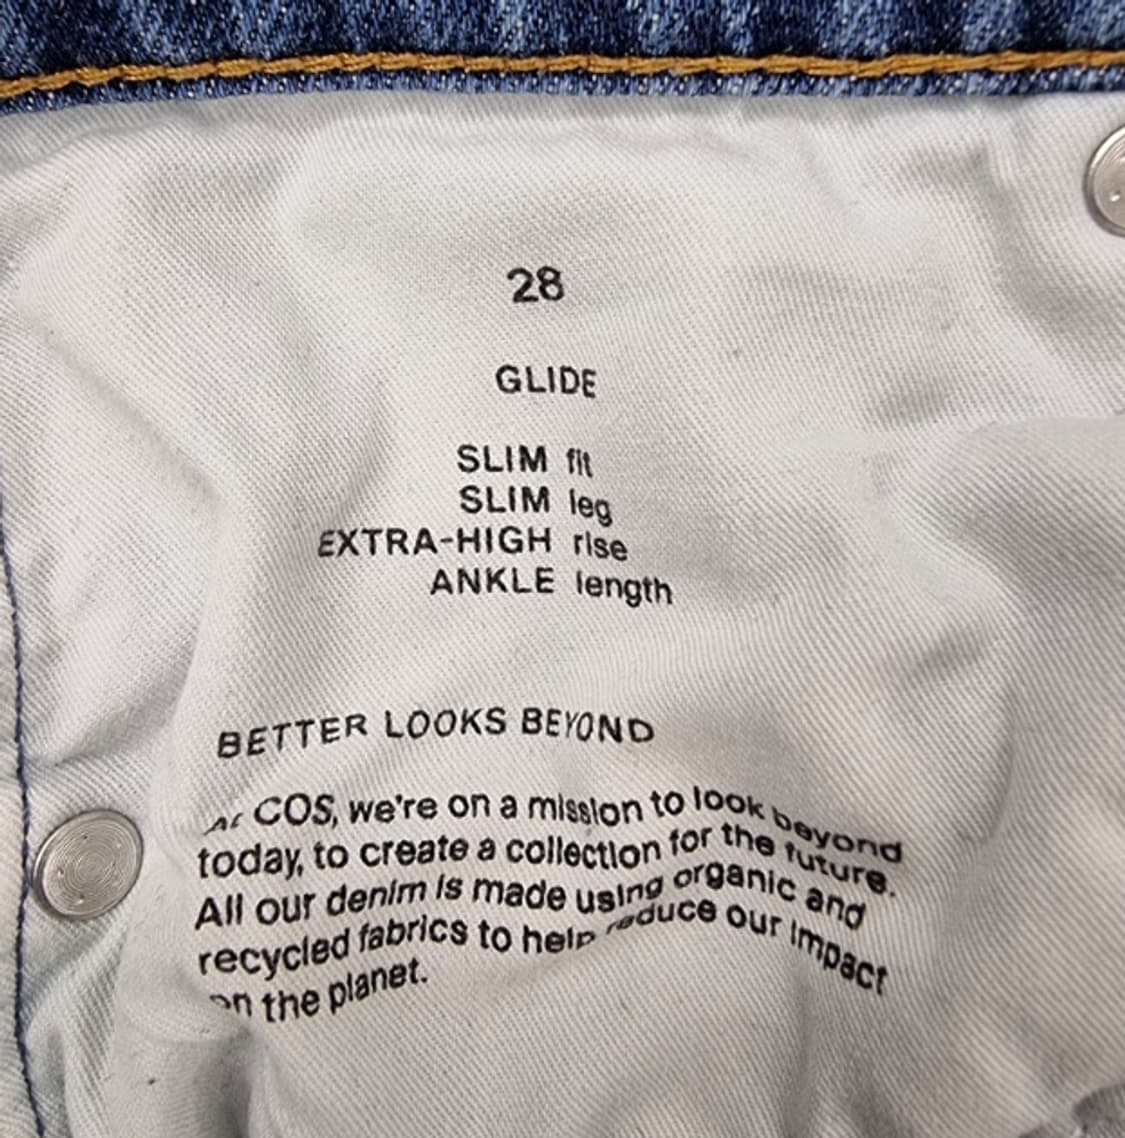 28
GLIDE
SLIM fit
SLIM leg
EXTRA-HIGH rise
ANKLE length
BETTER LOOKS BEYOND
At COS, we're on a mission to look beyond
today, to create a collection for the future.
All our denim is made using organic and
recycled fabrics to help reduce our impact
on the planet.